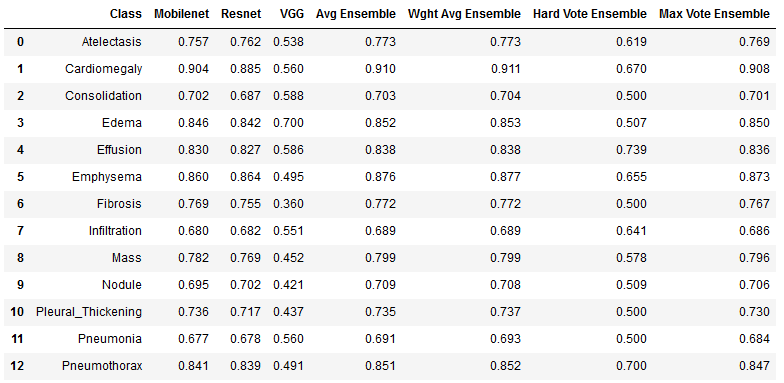 Class Mobilenet Resnet VGG Avg Ensemble Wght Avg Ensemble Hard Vote Ensemble Max Vote Ensemble
0 Atelectasis 0.757 0.762 0.538 0.773 0.773 0.619 0.769
1 Cardiomegaly 0.904 0.885 0.560 0.910 0.911 0.670 0.908
2 Consolidation 0.702 0.687 0.588 0.703 0.704 0.500 0.701
3 Edema 0.846 0.842 0.700 0.852 0.853 0.507 0.850
4 Effusion 0.830 0.827 0.586 0.838 0.838 0.739 0.836
5 Emphysema 0.860 0.864 0.495 0.876 0.877 0.655 0.873
6 Fibrosis 0.769 0.755 0.360 0.772 0.772 0.500 0.767
7 Infiltration 0.680 0.682 0.551 0.689 0.689 0.641 0.686
8 Mass 0.782 0.769 0.452 0.799 0.799 0.578 0.796
9 Nodule 0.695 0.702 0.421 0.709 0.708 0.509 0.706
10 Pleural_Thickening 0.736 0.717 0.437 0.735 0.737 0.500 0.730
11 Pneumonia 0.677 0.678 0.560 0.691 0.693 0.500 0.684
12 Pneumothorax 0.841 0.839 0.491 0.851 0.852 0.700 0.847